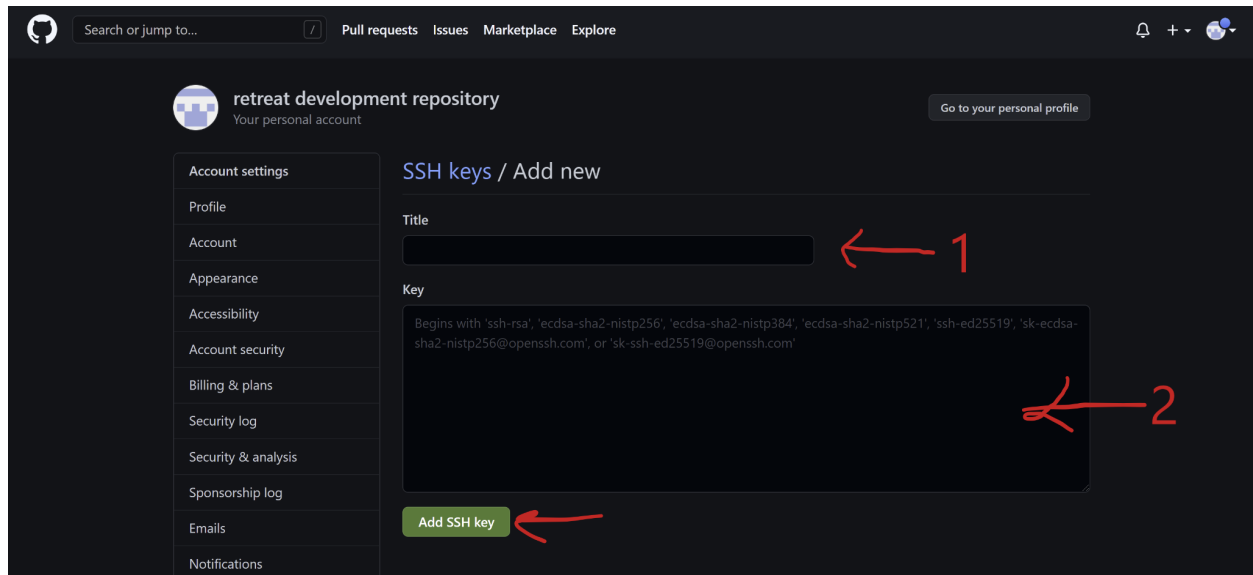 Search or jump to... /
Pull requests Issues Marketplace Explore
retreat development repository
Your personal account
Go to your personal profile
Account settings
Profile
Account
Appearance
Accessibility
Account security
Billing & plans
Security log
Security & analysis
Sponsorship log
Emails
Notifications
SSH keys / Add new
Title
1
Key
Begins with 'ssh-rsa', 'ecdsa-sha2-nistp256', 'ecdsa-sha2-nistp384', 'ecdsa-sha2-nistp521', 'ssh-ed25519', 'sk-ecdsa-
sha2-nistp256@openssh.com', or 'sk-ssh-ed25519@openssh.com'
2
Add SSH key